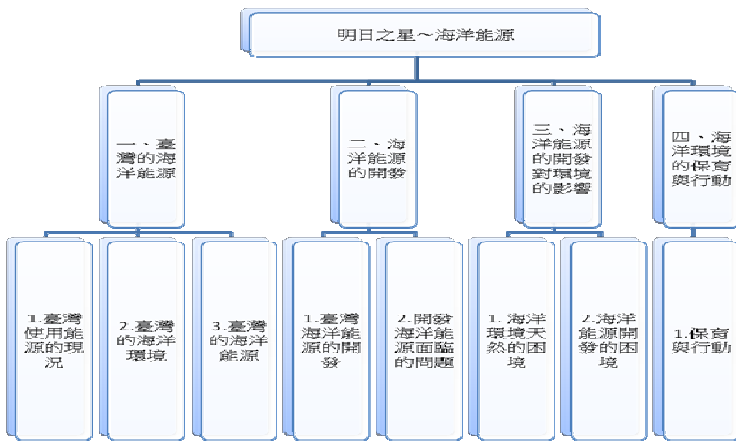 明日之星～海洋能源
一、臺
灣的海
洋能源
二、海
洋能源
的開發
三、海
洋能源
的開發
對環境
的影響
四、海
洋環境
的保育
與行動
1.臺灣
使用能
源的現
況
2.臺灣
的海洋
環境
3.臺灣
的海洋
能源
1.臺灣
海洋能
源的開
發
2.開發
海洋能
源面臨
的問題
1. 海洋
環境天
然的困
境
2.海洋
能源開
發的困
境
1.保育
與行動